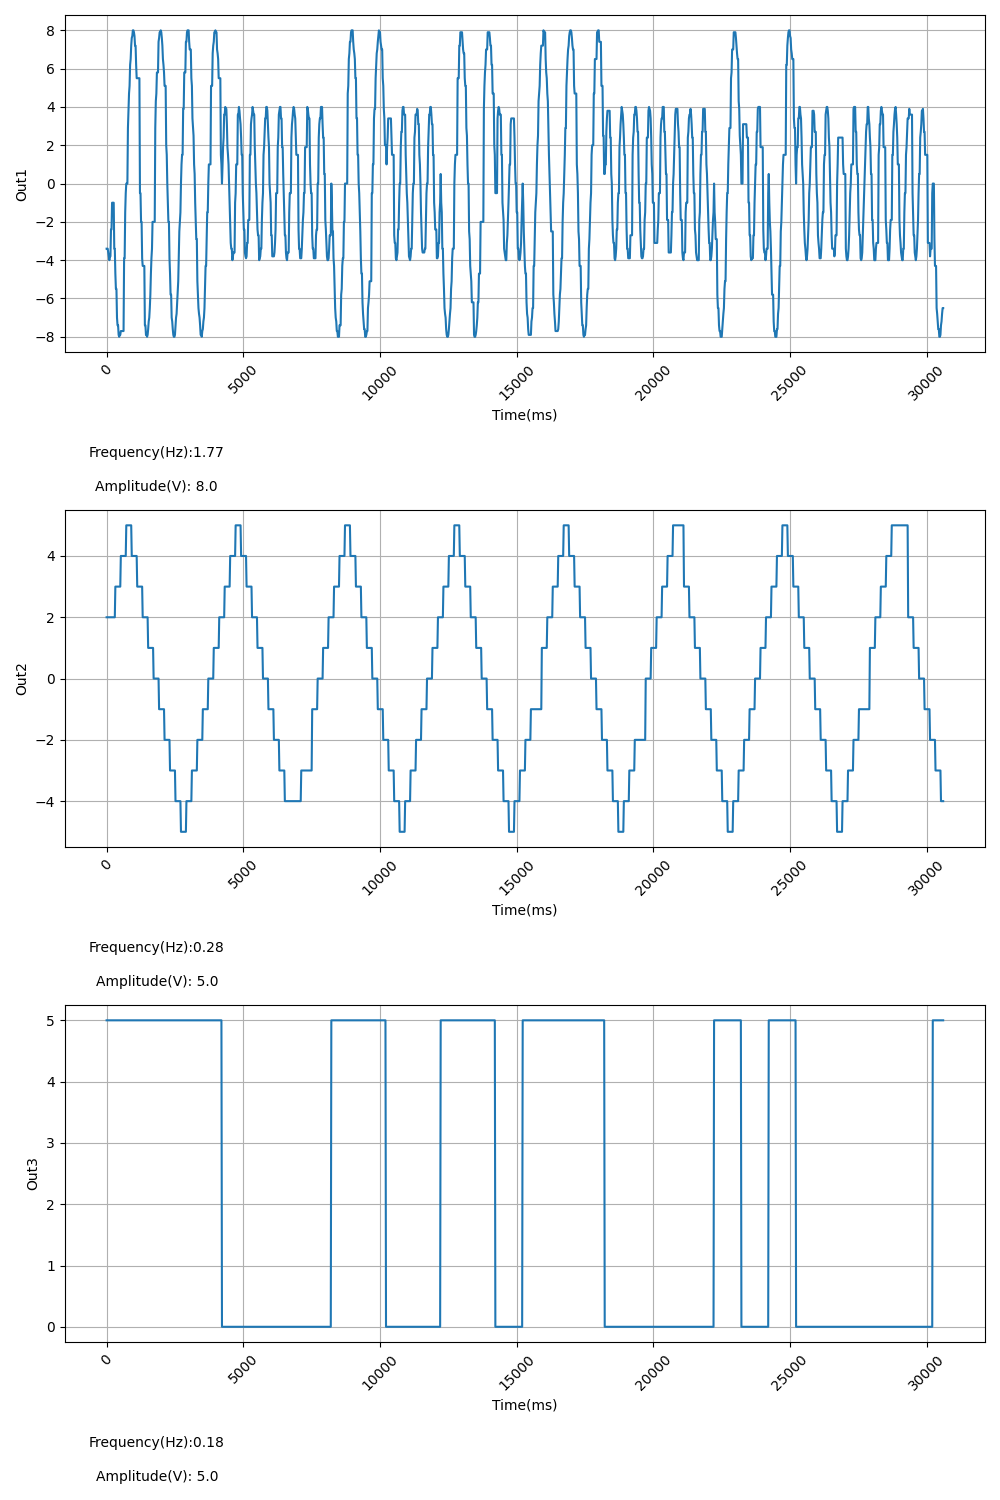 8
6
4
2
0
−2
−4
−6
−8
Out1
0 5000 10000 15000 20000 25000 30000
Time(ms)
Frequency(Hz):1.77
Amplitude(V): 8.0
4
2
0
−2
−4
Out2
0 5000 10000 15000 20000 25000 30000
Time(ms)
Frequency(Hz):0.28
Amplitude(V): 5.0
5
4
3
2
1
0
Out3
0 5000 10000 15000 20000 25000 30000
Time(ms)
Frequency(Hz):0.18
Amplitude(V): 5.0